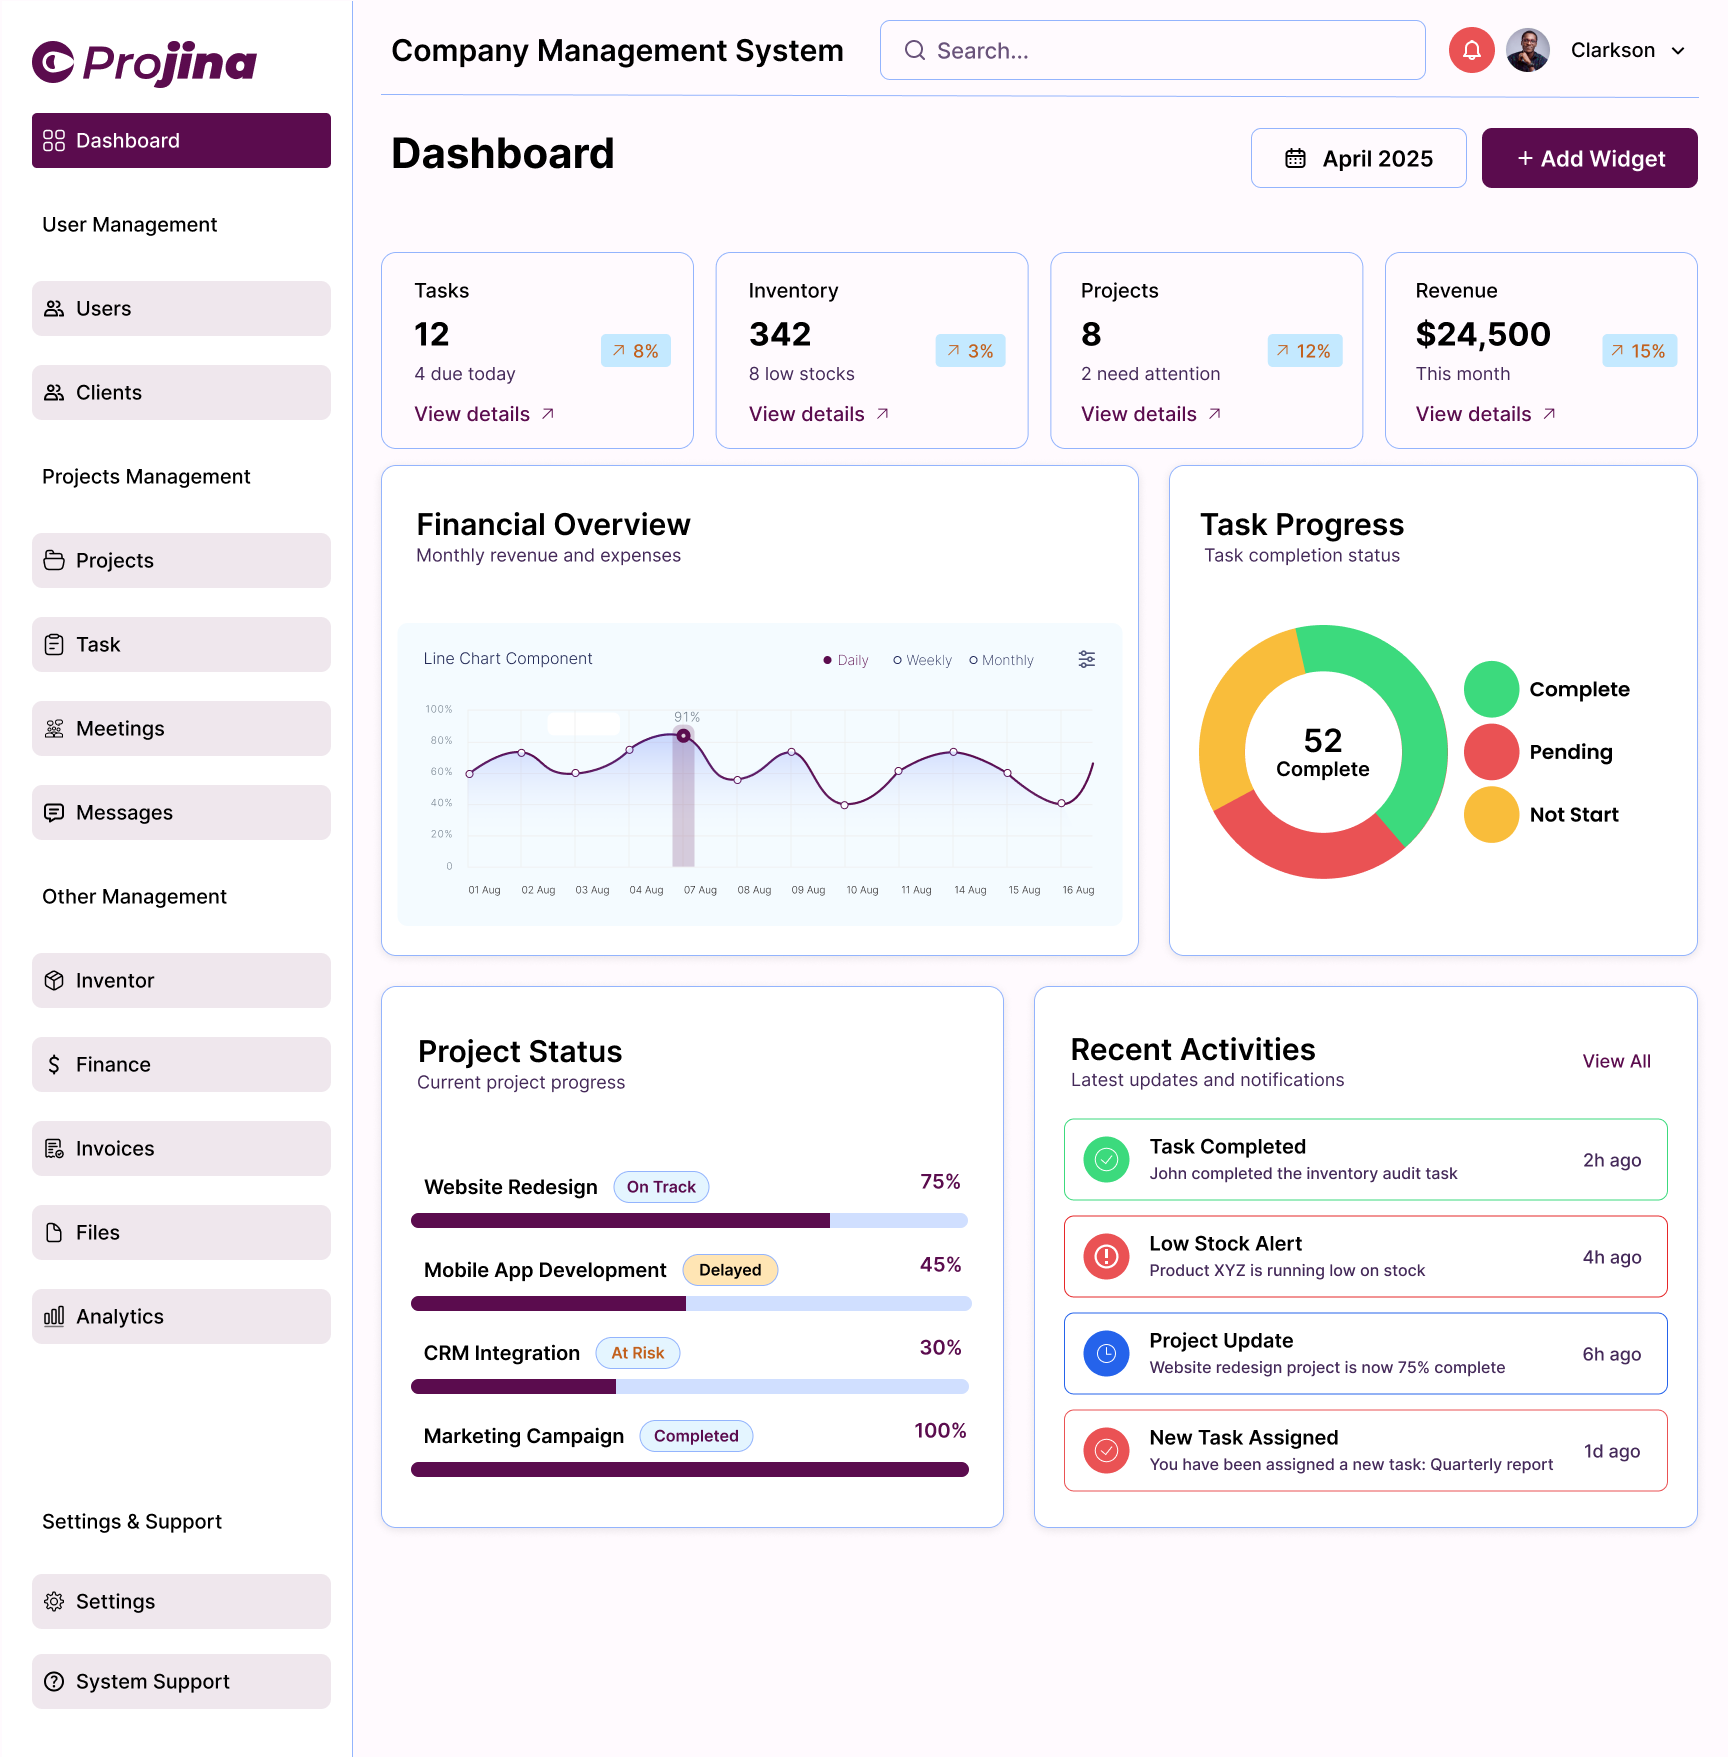 Projina
Dashboard
User Management
Users
Clients
Projects Management
Projects
Task
Meetings
Messages
Other Management
Inventor
Finance
Invoices
Files
Analytics
Settings & Support
Settings
System Support
Company Management System
Search...
Clarkson
Dashboard
April 2025
+ Add Widget
Tasks
12
4 due today
8%
View details
Inventory
342
8 low stocks
3%
View details
Projects
8
2 need attention
12%
View details
Revenue
$24,500
This month
15%
View details
Financial Overview
Monthly revenue and expenses
Line Chart Component
Daily Weekly Monthly
100%
80%
60%
40%
20%
0
91%
01 Aug 02 Aug 03 Aug 04 Aug 07 Aug 08 Aug 09 Aug 10 Aug 11 Aug 14 Aug 15 Aug 16 Aug
Task Progress
Task completion status
52
Complete
Complete
Pending
Not Start
Project Status
Current project progress
Website Redesign On Track 75%
Mobile App Development Delayed 45%
CRM Integration At Risk 30%
Marketing Campaign Completed 100%
Recent Activities
Latest updates and notifications
View All
Task Completed
John completed the inventory audit task
2h ago
Low Stock Alert
Product XYZ is running low on stock
4h ago
Project Update
Website redesign project is now 75% complete
6h ago
New Task Assigned
You have been assigned a new task: Quarterly report
1d ago